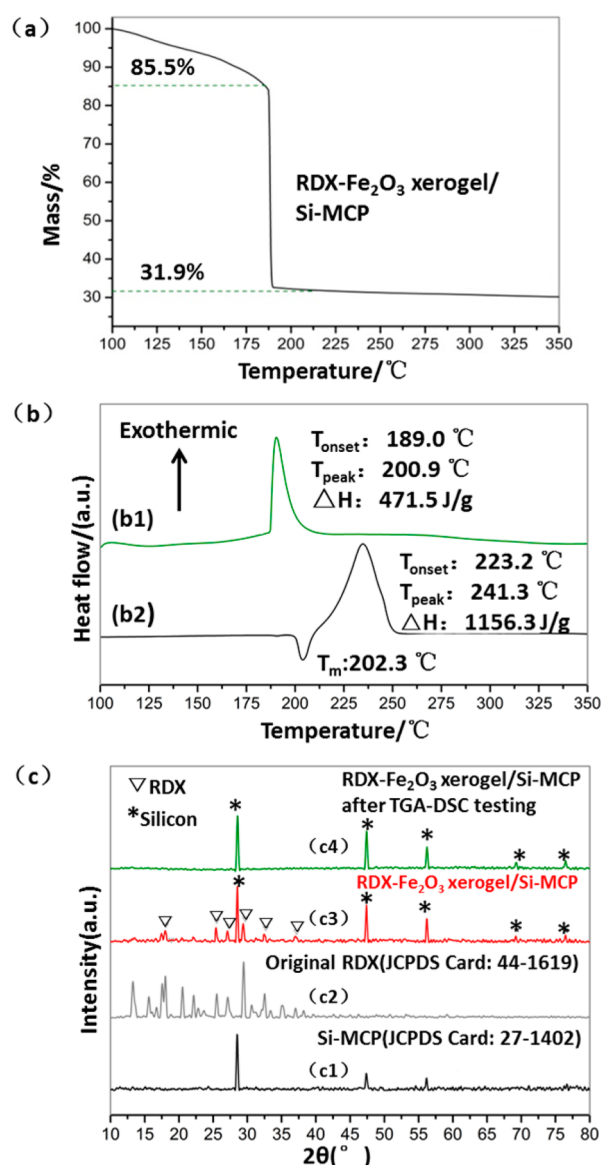 (a)
100
90
80
70
60
50
40
30
85.5%
31.9%
RDX-Fe₂O₃ xerogel/
Si-MCP
Mass/%
100 125 150 175 200 225 250 275 300 325 350
Temperature/℃
(b)
Exothermic
T_onset： 189.0 ℃
T_peak： 200.9 ℃
△H： 471.5 J/g
(b1)
T_onset： 223.2 ℃
T_peak： 241.3 ℃
△H： 1156.3 J/g
(b2)
T_m:202.3 ℃
Heat flow/(a.u.)
100 125 150 175 200 225 250 275 300 325 350
Temperature/℃
(c)
▽RDX
*Silicon
RDX-Fe₂O₃ xerogel/Si-MCP
after TGA-DSC testing
(c4)
RDX-Fe₂O₃ xerogel/Si-MCP
(c3)
Original RDX(JCPDS Card: 44-1619)
(c2)
Si-MCP(JCPDS Card: 27-1402)
(c1)
Intensity(a.u.)
10 15 20 25 30 35 40 45 50 55 60 65 70 75 80
2θ(°)